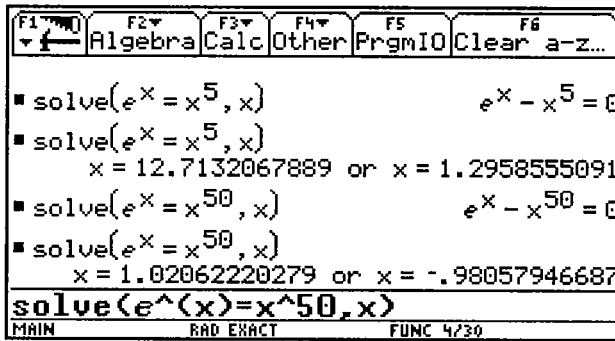 F1 F2 F3 F4 F5 F6
Algebra Calc Other PrgmIO Clear a-z…
▪ solve(e^x = x^5, x) e^x - x^5 = 0
▪ solve(e^x = x^5, x)
x = 12.7132067889 or x = 1.2958555091
▪ solve(e^x = x^50, x) e^x - x^50 = 0
▪ solve(e^x = x^50, x)
x = 1.02062220279 or x = -.98057946687
solve(e^(x)=x^50,x)
MAIN RAD EXACT FUNC 4/30